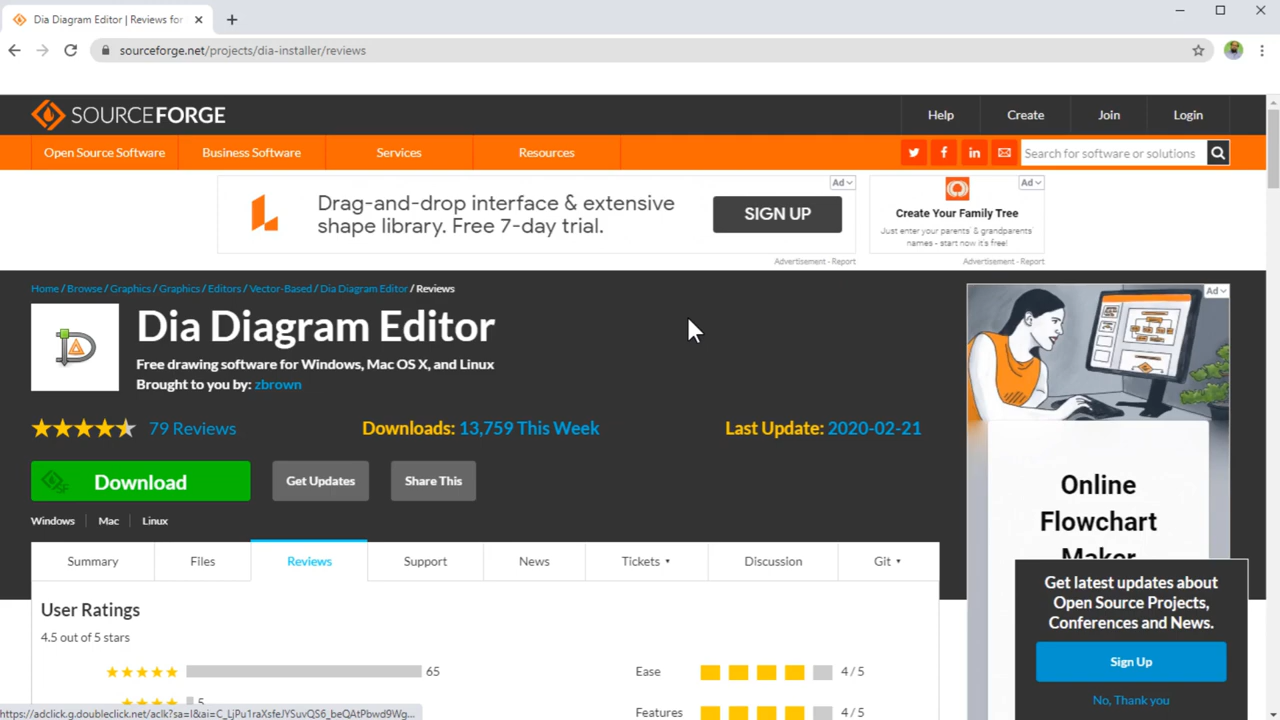 Dia Diagram Editor | Reviews for
sourceforge.net/projects/dia-installer/reviews
SOURCEFORGE
Help
Create
Join
Login
Open Source Software
Business Software
Services
Resources
Search for software or solutions
Drag-and-drop interface & extensive
shape library. Free 7-day trial.
SIGN UP
Ad
Advertisement - Report
Ad
Create Your Family Tree
Just enter your parents' & grandparents'
names - start now it's free!
Advertisement - Report
Home / Browse / Graphics / Graphics / Editors / Vector-Based / Dia Diagram Editor / Reviews
Dia Diagram Editor
Free drawing software for Windows, Mac OS X, and Linux
Brought to you by: zbrown
79 Reviews
Downloads: 13,759 This Week
Last Update: 2020-02-21
Download
Get Updates
Share This
Windows
Mac
Linux
Summary
Files
Reviews
Support
News
Tickets
Discussion
Git
User Ratings
4.5 out of 5 stars
65
5
Ease
4 / 5
Features
4 / 5
Ad
Online
Flowchart
Maker
Get latest updates about
Open Source Projects,
Conferences and News.
Sign Up
No, Thank you